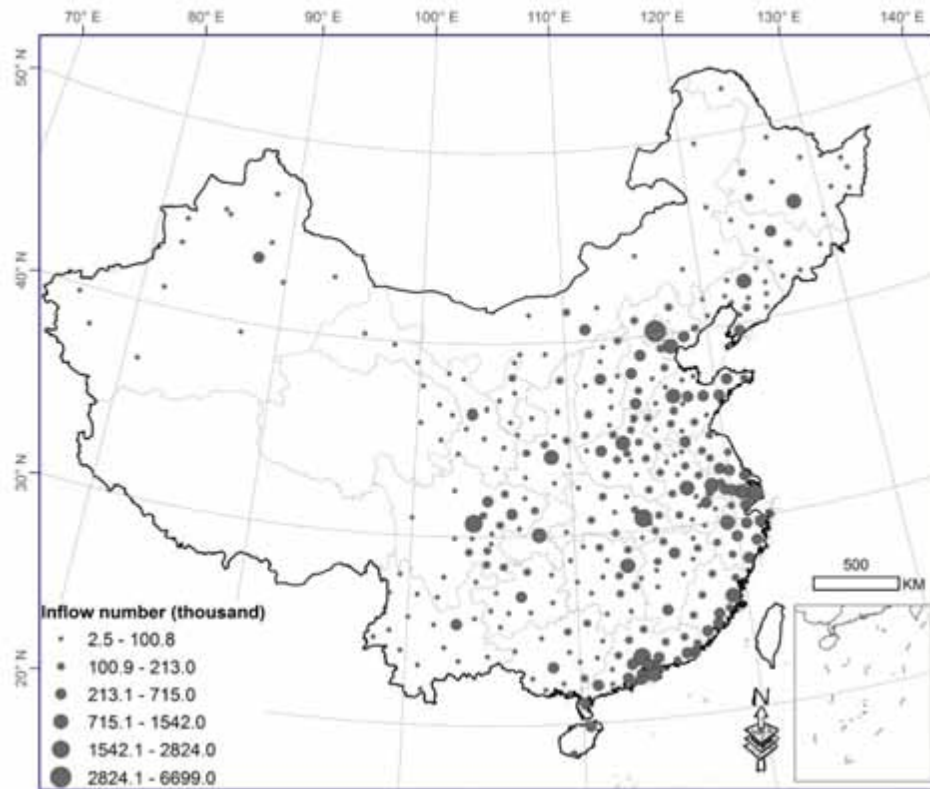 70° E 80° E 90° E 100° E 110° E 120° E 130° E 140° E
50° N
40° N
30° N
20° N
500
KM
Inflow number (thousand)
2.5 - 100.8
100.9 - 213.0
213.1 - 715.0
715.1 - 1542.0
1542.1 - 2824.0
2824.1 - 6699.0
N